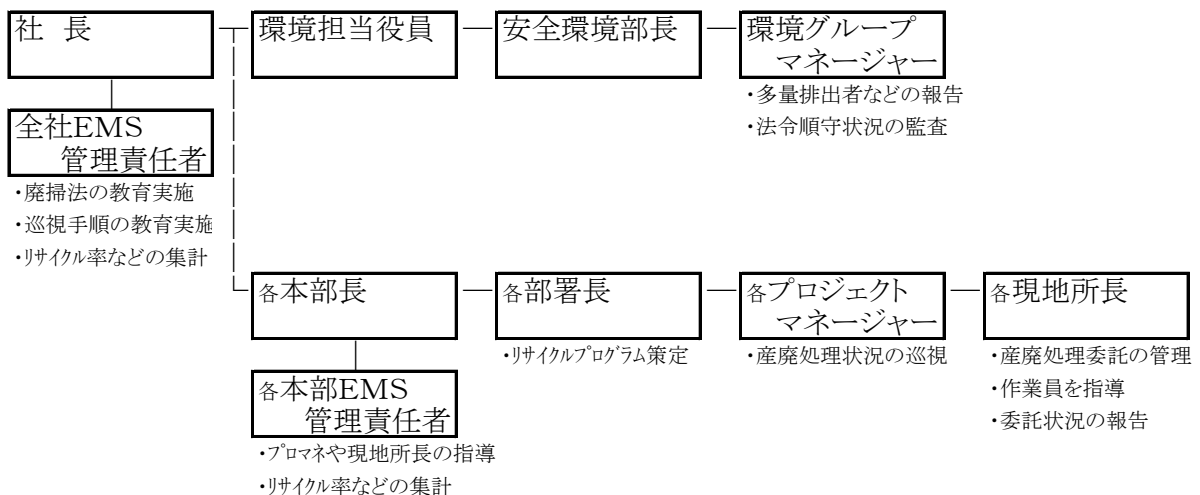 社 長
環境担当役員
安全環境部長
環境グループ
マネージャー
・多量排出者などの報告
・法令順守状況の監査
全社EMS
管理責任者
・廃掃法の教育実施
・巡視手順の教育実施
・ﾘｻｲｸﾙ率などの集計
各本部長
各部署長
各プロジェクト
マネージャー
各現地所長
・ﾘｻｲｸﾙﾌﾟﾛｸﾞﾗﾑ策定
・産廃処理状況の巡視
・産廃処理委託の管理
・作業員を指導
・委託状況の報告
各本部EMS
管理責任者
・ﾌﾟﾛﾏﾈや現地所長の指導
・ﾘｻｲｸﾙ率などの集計